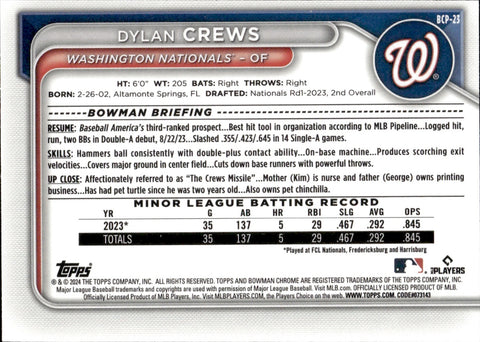 BCP-23
DYLAN CREWS
WASHINGTON NATIONALS® – OF
W
HT: 6'0" WT: 205 BATS: Right THROWS: Right
BORN: 2-26-02, Altamonte Springs, FL DRAFTED: Nationals Rd1-2023, 2nd Overall
BOWMAN BRIEFING
RESUME: Baseball America's third-ranked prospect...Best hit tool in organization according to MLB Pipeline...Logged hit,
run, two BBs in Double-A debut, 8/22/23...Slashed .355/.423/.645 in 14 Single-A games.
SKILLS: Hammers ball consistently with double-plus contact ability...On-base machine...Produces scorching exit
velocities...Covers major ground in center field...Cuts down base runners with powerful throws.
UP CLOSE: Affectionately referred to as "The Crews Missile"...Mother (Kim) is nurse and father (George) owns printing
business...Has had pet turtle since he was two years old...Also owns pet chinchilla.
MINOR LEAGUE BATTING RECORD
YR G AB HR RBI SLG AVG OPS
2023* 35 137 5 29 .467 .292 .845
TOTALS 35 137 5 29 .467 .292 .845
*Played at FCL Nationals, Fredericksburg and Harrisburg
Topps
PLAYERS
® & © 2024 THE TOPPS COMPANY, INC. ALL RIGHTS RESERVED. TOPPS AND BOWMAN CHROME ARE REGISTERED TRADEMARKS OF THE TOPPS COMPANY, INC.
Major League Baseball trademarks and copyrights are used with permission of Major League Baseball. Visit MLB.com. OFFICIALLY LICENSED PRODUCT OF MLB
Officially Licensed Product of MLB Players, Inc. Visit MLBPLAYERS.com, the Players Choice on the web. WWW.TOPPS.COM. CODE#073143